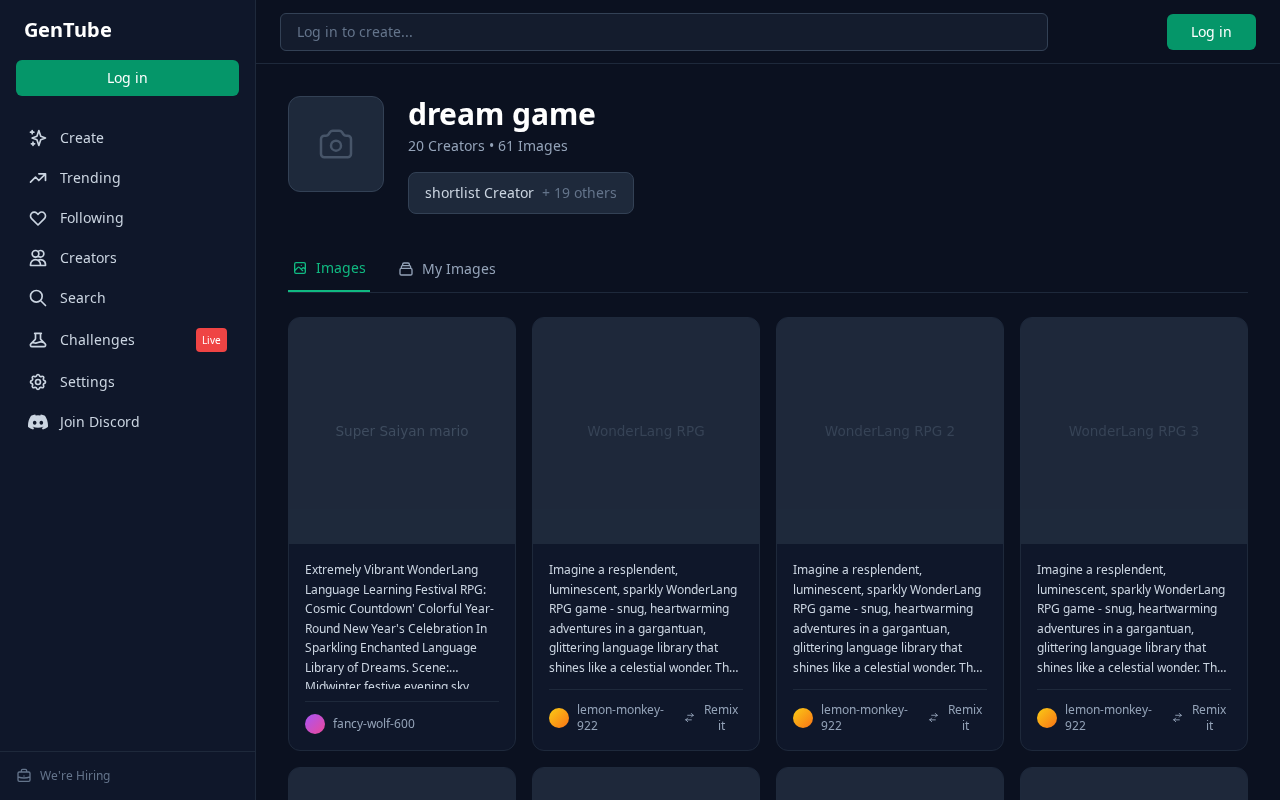 GenTube
Log in
Create
Trending
Following
Creators
Search
Challenges
Live
Settings
Join Discord
We're Hiring
Log in to create...
Log in
dream game
20 Creators • 61 Images
shortlist Creator + 19 others
Images
My Images
Super Saiyan mario
Extremely Vibrant WonderLang
Language Learning Festival RPG:
Cosmic Countdown' Colorful Year-
Round New Year's Celebration In
Sparkling Enchanted Language
Library of Dreams. Scene:...
Midwinter festive evening sky
fancy-wolf-600
WonderLang RPG
Imagine a resplendent,
luminescent, sparkly WonderLang
RPG game - snug, heartwarming
adventures in a gargantuan,
glittering language library that
shines like a celestial wonder. Th...
lemon-monkey-
922
Remix
it
WonderLang RPG 2
Imagine a resplendent,
luminescent, sparkly WonderLang
RPG game - snug, heartwarming
adventures in a gargantuan,
glittering language library that
shines like a celestial wonder. Th...
lemon-monkey-
922
Remix
it
WonderLang RPG 3
Imagine a resplendent,
luminescent, sparkly WonderLang
RPG game - snug, heartwarming
adventures in a gargantuan,
glittering language library that
shines like a celestial wonder. Th...
lemon-monkey-
922
Remix
it